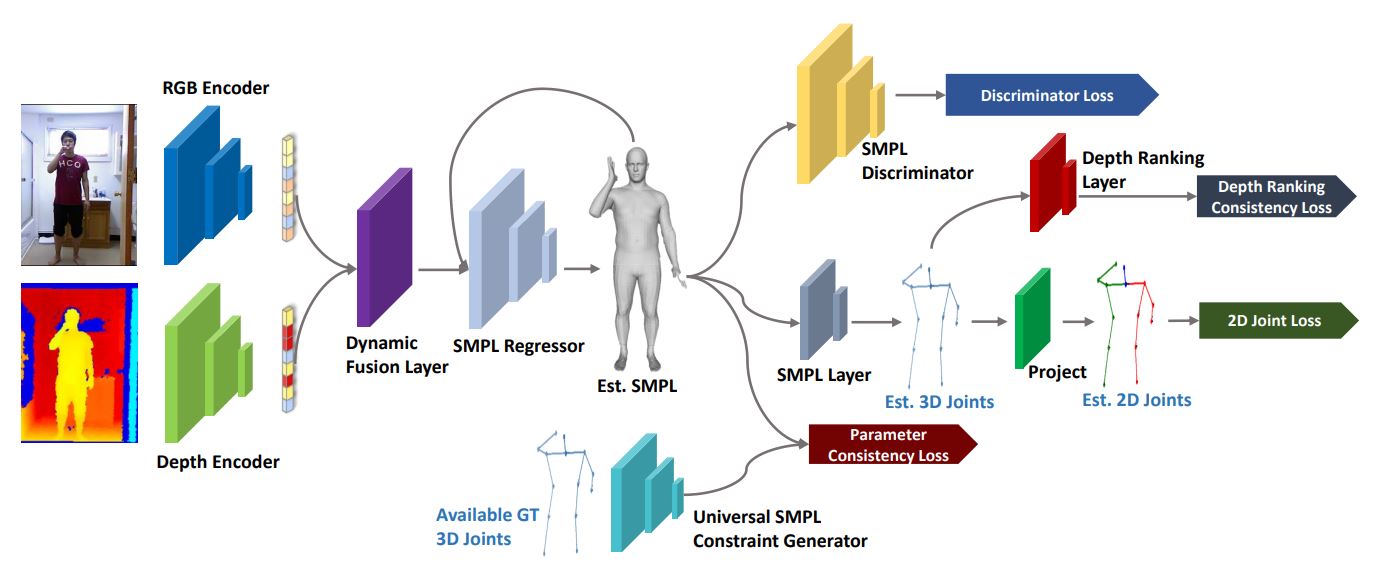 RGB Encoder
HCO
Depth Encoder
Dynamic
Fusion Layer
SMPL Regressor
Est. SMPL
SMPL
Discriminator
Discriminator Loss
Depth Ranking
Layer
Depth Ranking
Consistency Loss
SMPL Layer
Est. 3D Joints
Project
Est. 2D Joints
2D Joint Loss
Parameter
Consistency Loss
Available GT
3D Joints
Universal SMPL
Constraint Generator